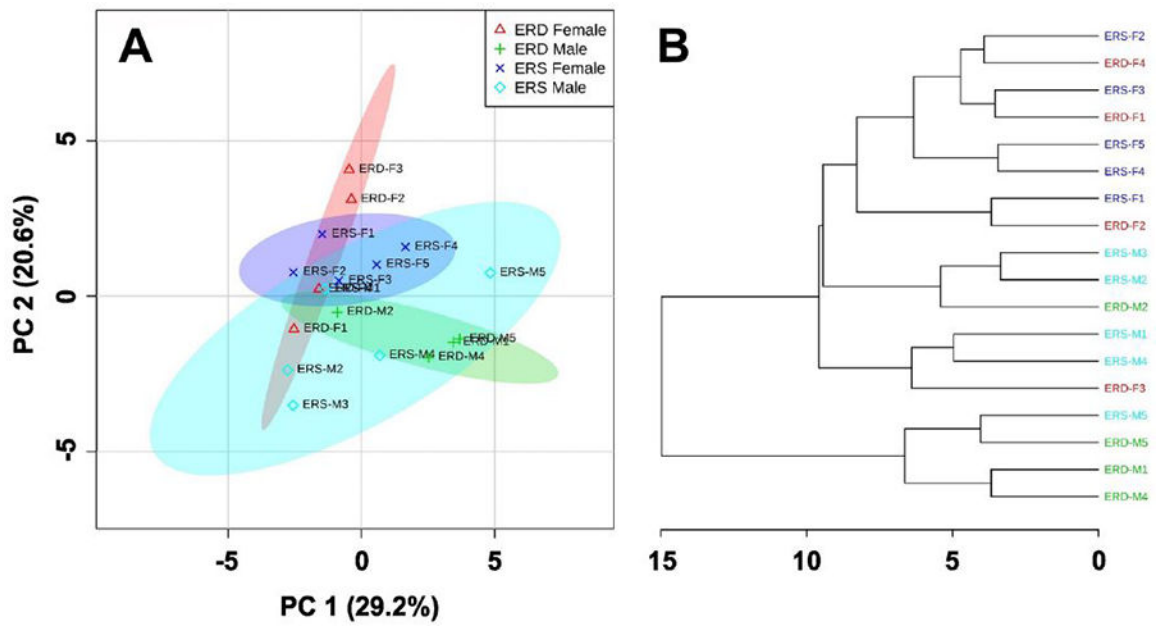 A
ERD Female
ERD Male
ERS Female
ERS Male
5
0
-5
PC 2 (20.6%)
ERD-F3
ERD-F2
ERS-F1
ERS-F4
ERS-F5
ERS-F2
ERS-F3
ERS-M5
ERD-M2
ERD-F1
ERD-M5
ERD-M1
ERS-M4
ERD-M4
ERS-M2
ERS-M3
-5
0
5
PC 1 (29.2%)
B
ERS-F2
ERD-F4
ERS-F3
ERD-F1
ERS-F5
ERS-F4
ERS-F1
ERD-F2
ERS-M3
ERS-M2
ERD-M2
ERS-M1
ERS-M4
ERD-F3
ERS-M5
ERD-M5
ERD-M1
ERD-M4
15
10
5
0